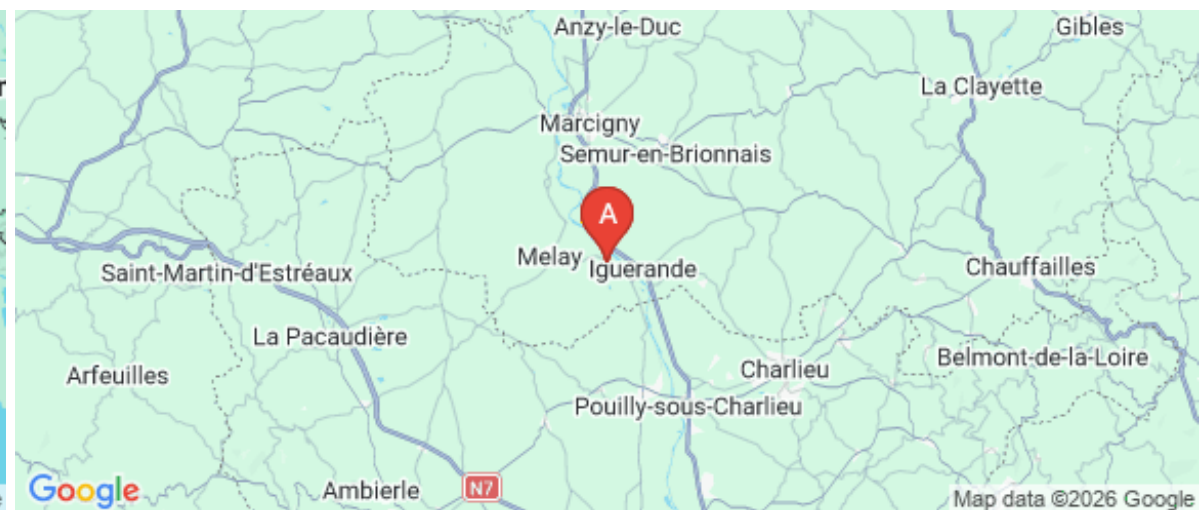 Anzy-le-Duc
Gibles
La Clayette
Marcigny
Semur-en-Brionnais
A
Melay
Iguerande
Saint-Martin-d'Estréaux
Chauffailles
La Pacaudière
Belmont-de-la-Loire
Arfeuilles
Charlieu
Pouilly-sous-Charlieu
Ambierle
N7
Google
Map data ©2026 Google